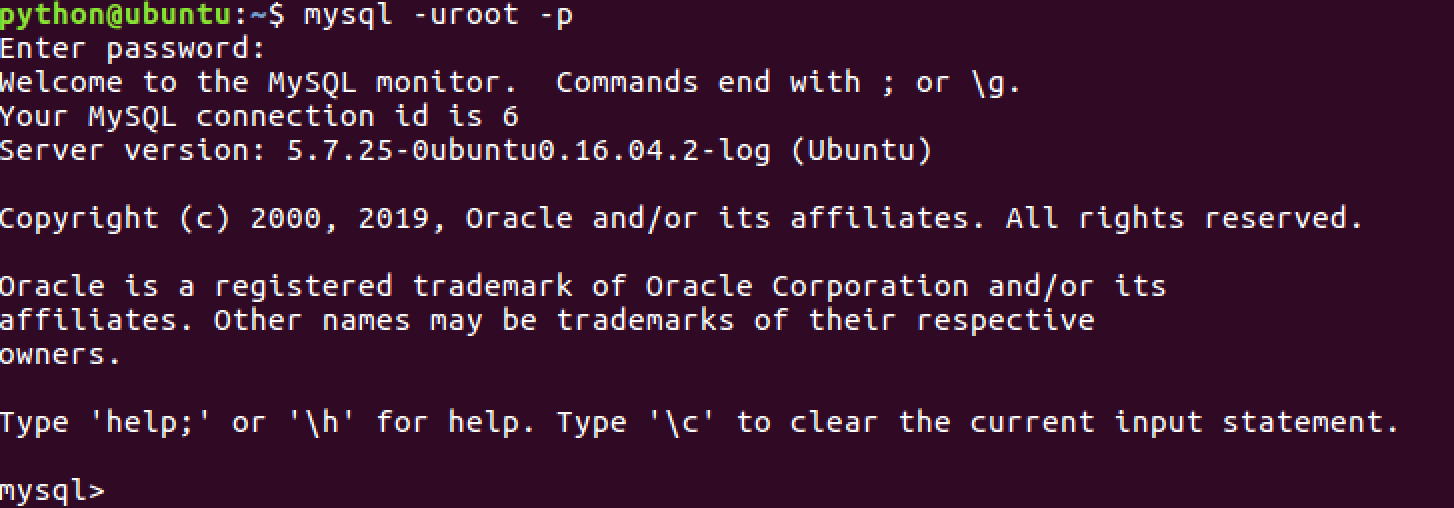 python@ubuntu:~$ mysql -uroot -p
Enter password:
Welcome to the MySQL monitor.  Commands end with ; or \g.
Your MySQL connection id is 6
Server version: 5.7.25-0ubuntu0.16.04.2-log (Ubuntu)
Copyright (c) 2000, 2019, Oracle and/or its affiliates. All rights reserved.
Oracle is a registered trademark of Oracle Corporation and/or its
affiliates. Other names may be trademarks of their respective
owners.
Type 'help;' or '\h' for help. Type '\c' to clear the current input statement.
mysql>